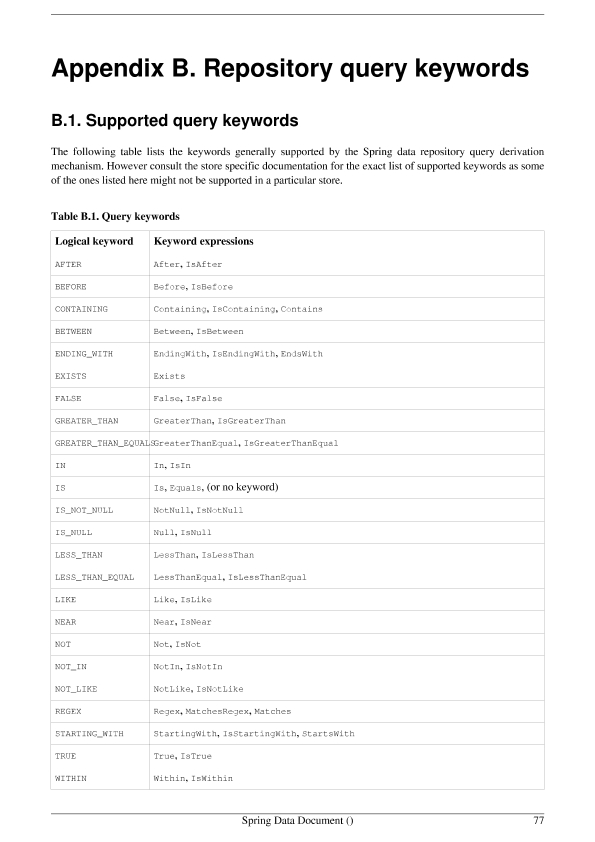 Appendix B. Repository query keywords
B.1. Supported query keywords
The following table lists the keywords generally supported by the Spring data repository query derivation
mechanism. However consult the store specific documentation for the exact list of supported keywords as some
of the ones listed here might not be supported in a particular store.
Table B.1. Query keywords
Logical keyword Keyword expressions
AFTER After, IsAfter
BEFORE Before, IsBefore
CONTAINING Containing, IsContaining, Contains
BETWEEN Between, IsBetween
ENDING_WITH EndingWith, IsEndingWith, EndsWith
EXISTS Exists
FALSE False, IsFalse
GREATER_THAN GreaterThan, IsGreaterThan
GREATER_THAN_EQUALS GreaterThanEqual, IsGreaterThanEqual
IN In, IsIn
IS Is, Equals, (or no keyword)
IS_NOT_NULL NotNull, IsNotNull
IS_NULL Null, IsNull
LESS_THAN LessThan, IsLessThan
LESS_THAN_EQUAL LessThanEqual, IsLessThanEqual
LIKE Like, IsLike
NEAR Near, IsNear
NOT Not, IsNot
NOT_IN NotIn, IsNotIn
NOT_LIKE NotLike, IsNotLike
REGEX Regex, MatchesRegex, Matches
STARTING_WITH StartingWith, IsStartingWith, StartsWith
TRUE True, IsTrue
WITHIN Within, IsWithin
Spring Data Document () 77